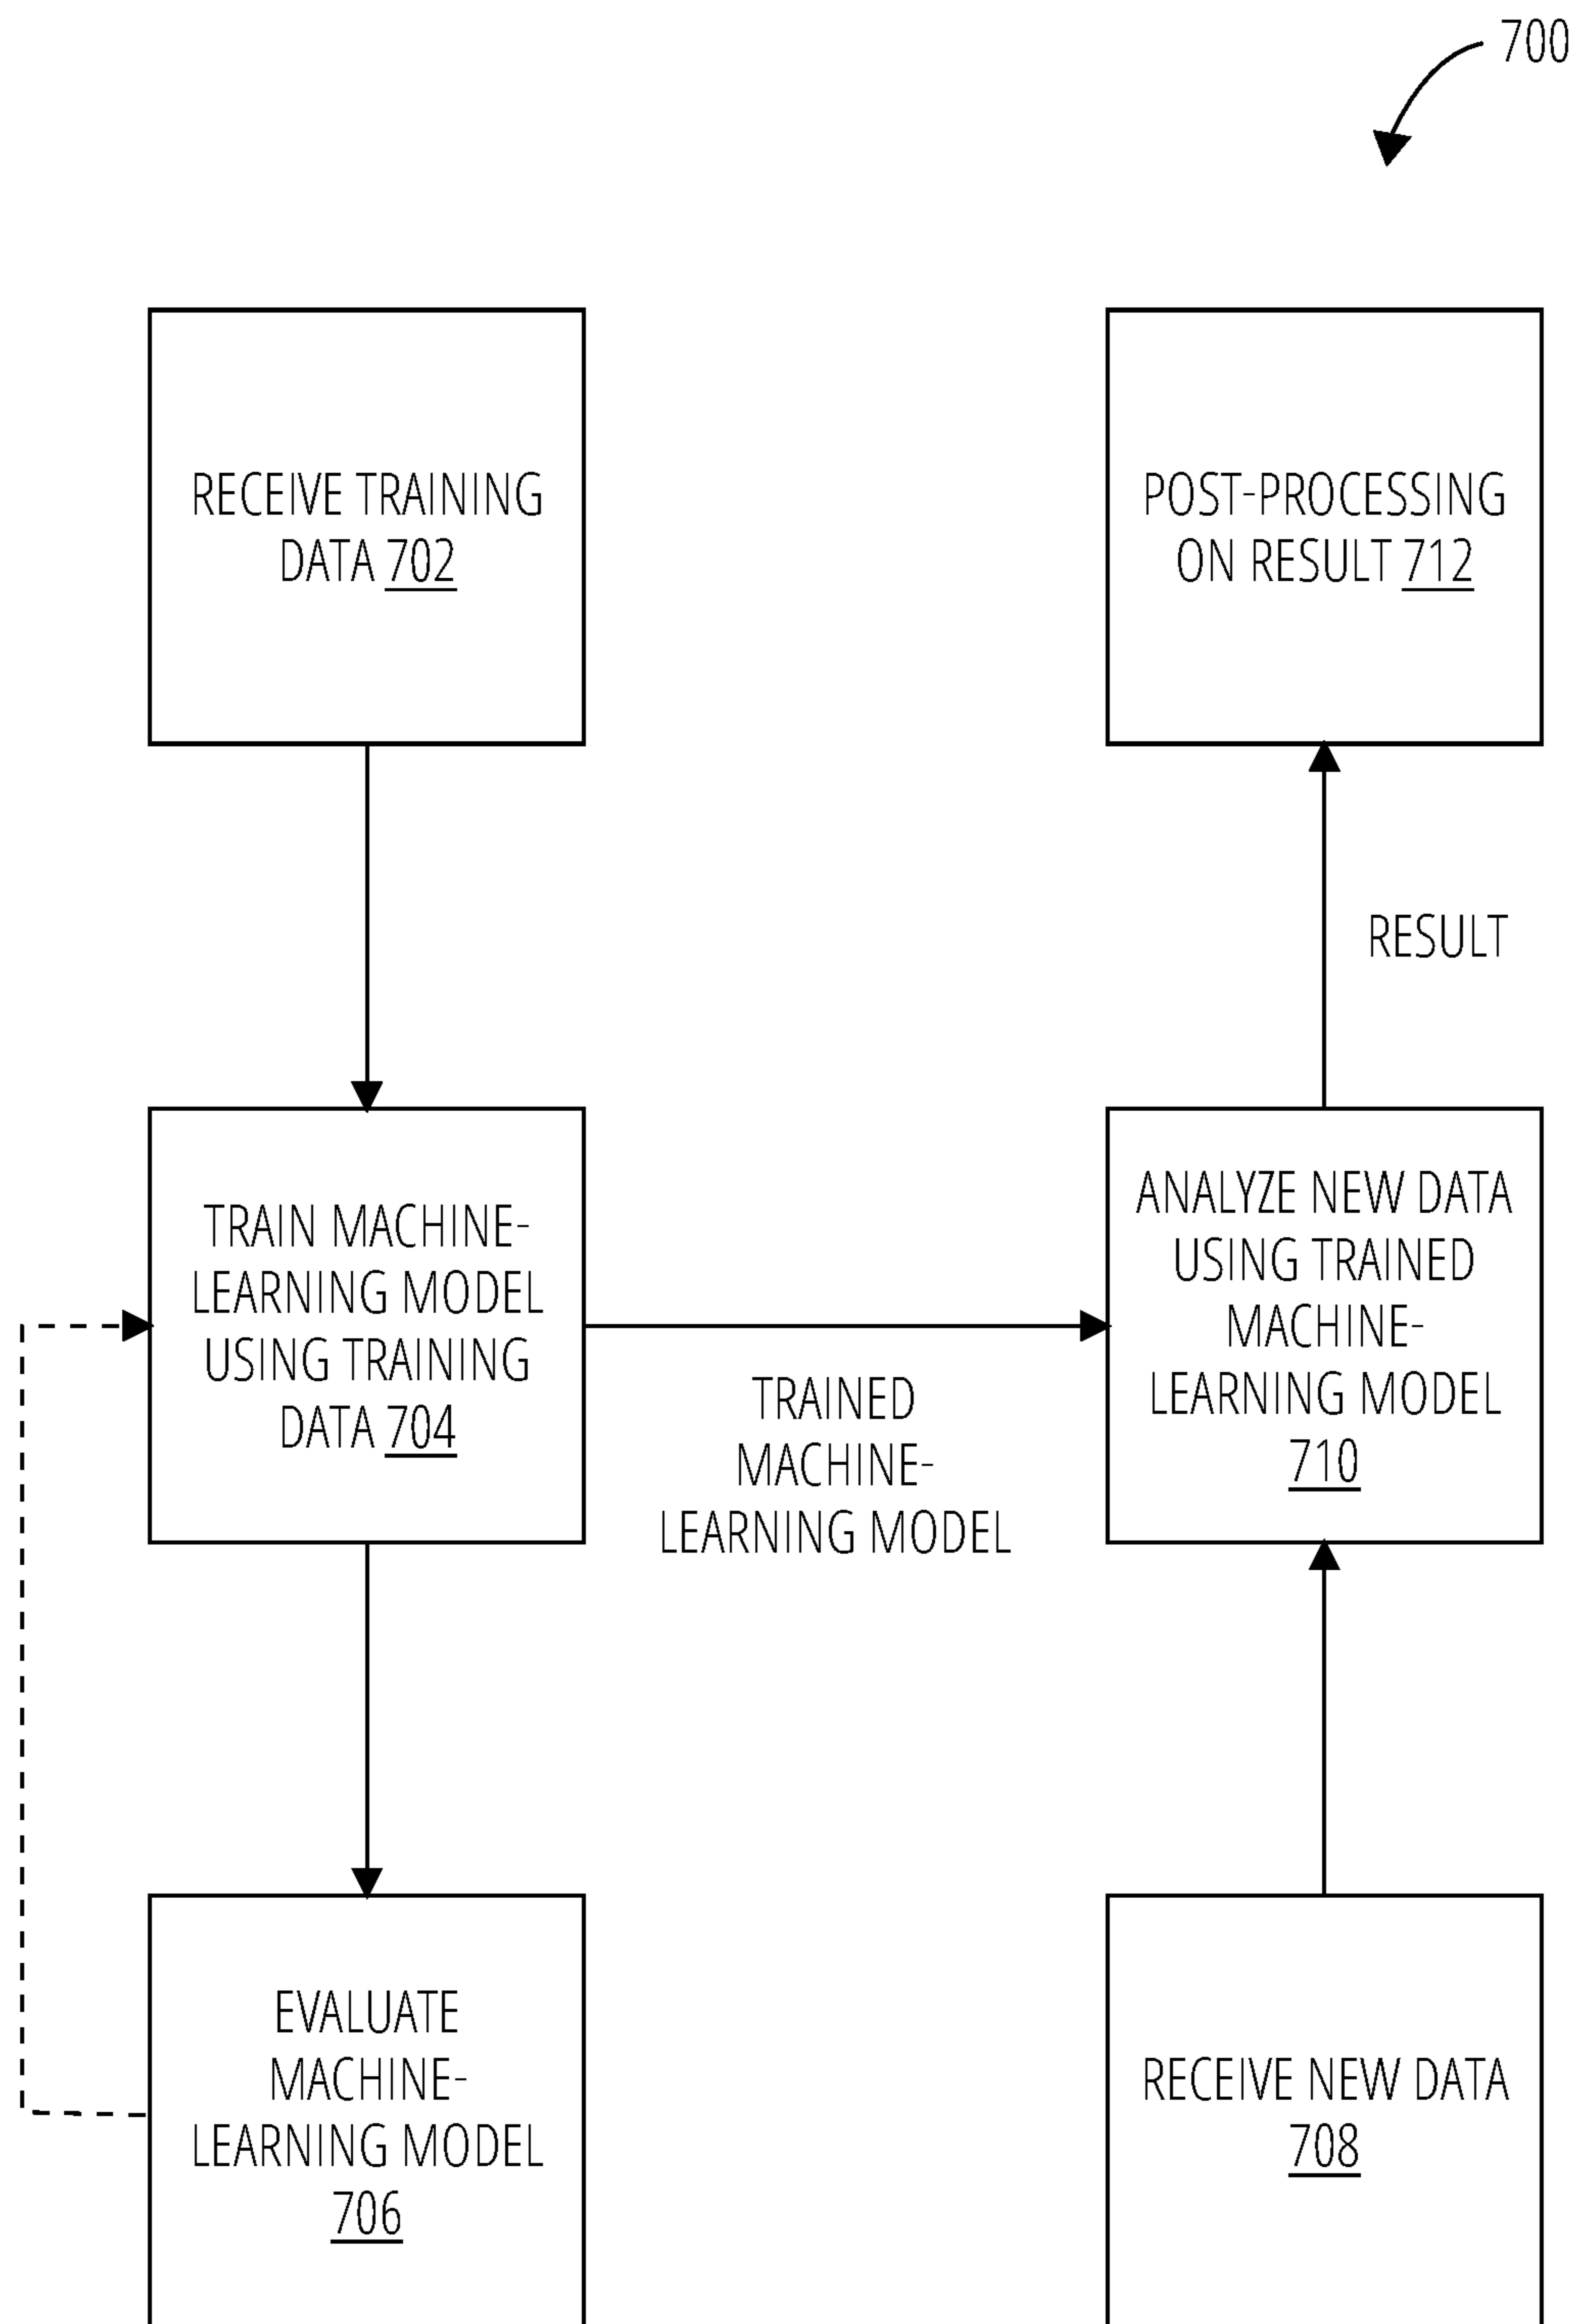 700
RECEIVE TRAINING
DATA 702
POST-PROCESSING
ON RESULT 712
RESULT
TRAIN MACHINE-
LEARNING MODEL
USING TRAINING
DATA 704
TRAINED
MACHINE-
LEARNING MODEL
ANALYZE NEW DATA
USING TRAINED
MACHINE-
LEARNING MODEL
710
EVALUATE
MACHINE-
LEARNING MODEL
706
RECEIVE NEW DATA
708